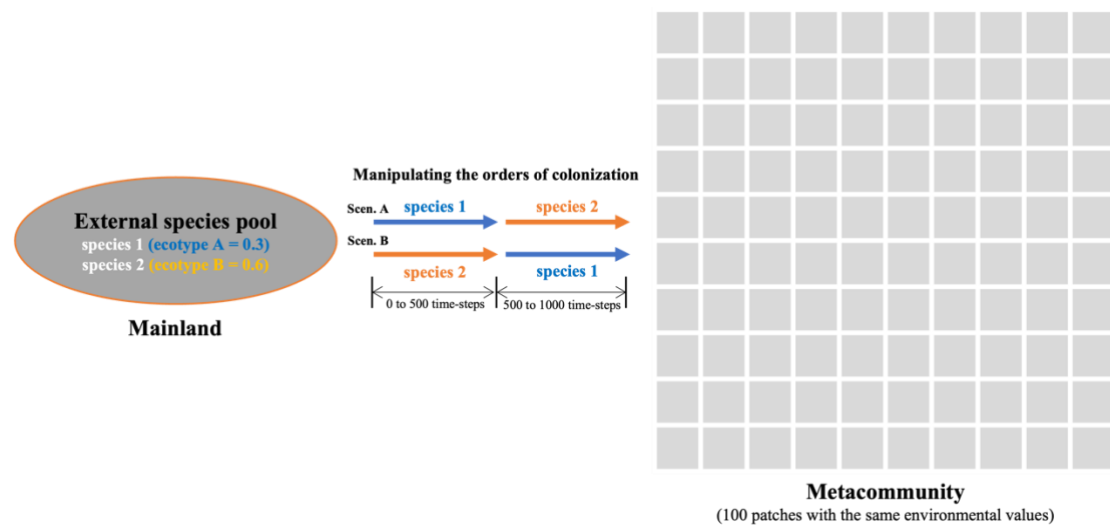 External species pool
species 1 (ecotype A = 0.3)
species 2 (ecotype B = 0.6)
Mainland
Manipulating the orders of colonization
Scen. A
species 1
species 2
Scen. B
species 2
species 1
0 to 500 time-steps
500 to 1000 time-steps
Metacommunity
(100 patches with the same environmental values)